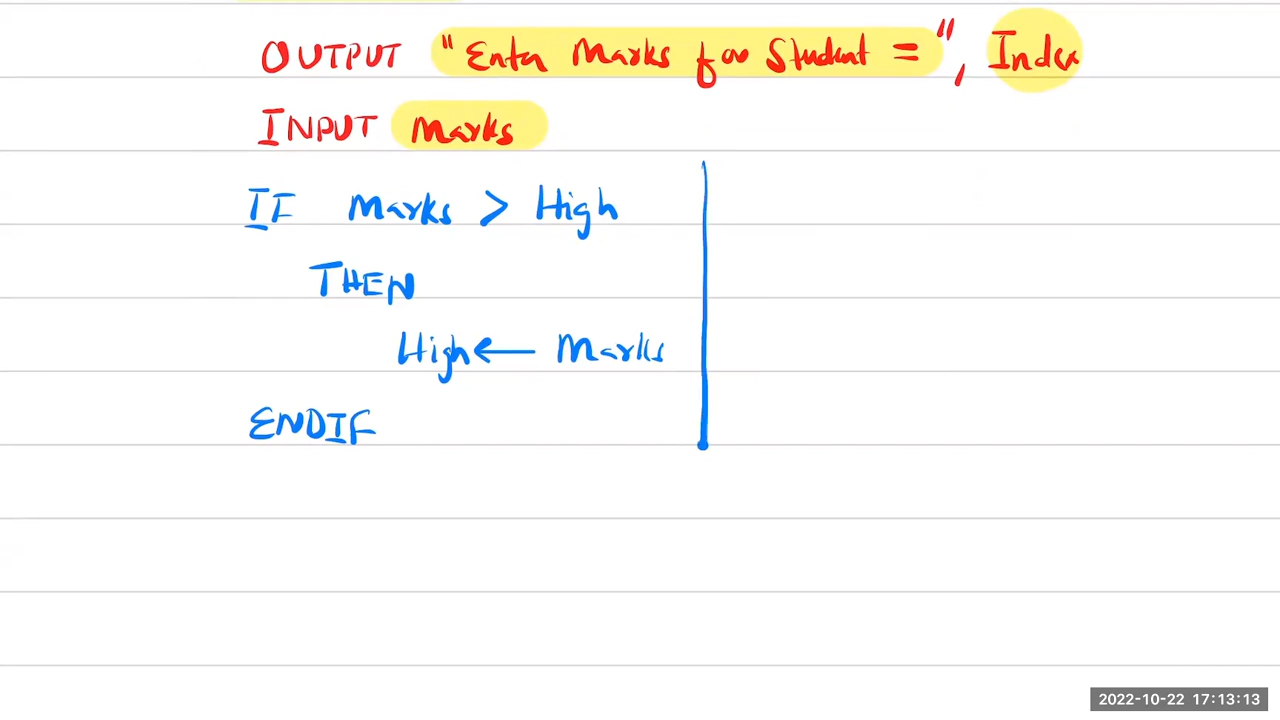 OUTPUT "Enter Marks for Student =", Index
INPUT Marks
IF Marks > High
THEN
High ← Marks
ENDIF
2022-10-22 17:13:13